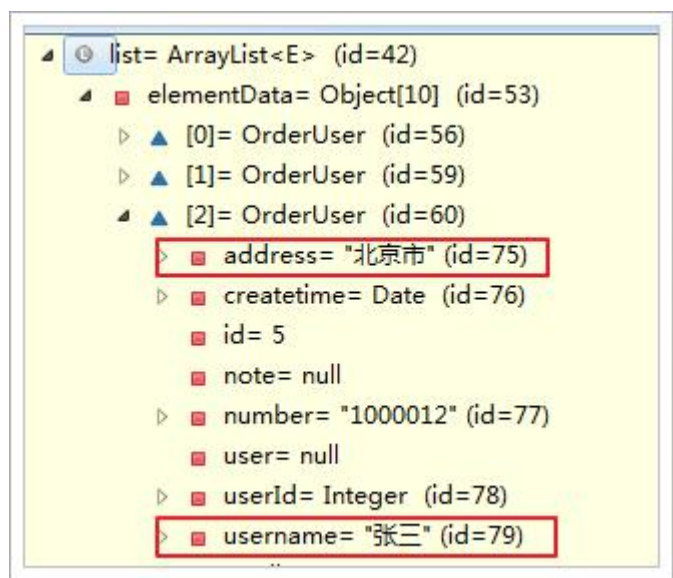 list= ArrayList<E> (id=42)
elementData= Object[10] (id=53)
[0]= OrderUser (id=56)
[1]= OrderUser (id=59)
[2]= OrderUser (id=60)
address= "北京市" (id=75)
createtime= Date (id=76)
id= 5
note= null
number= "1000012" (id=77)
user= null
userId= Integer (id=78)
username= "张三" (id=79)